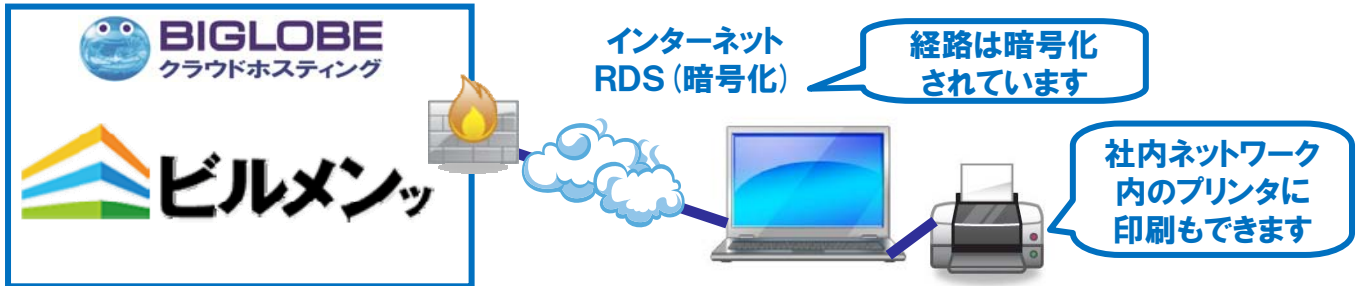 BIGLOBE
クラウドホスティング
ビルメンッ
インターネット
RDS(暗号化)
経路は暗号化
されています
社内ネットワーク
内のプリンタに
印刷もできます